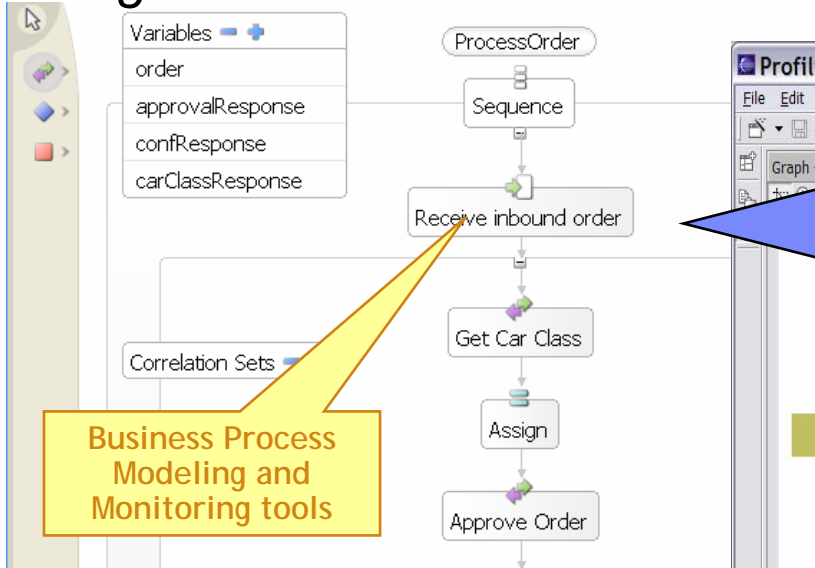 Variables
order
approvalResponse
confResponse
carClassResponse
Correlation Sets
ProcessOrder
Sequence
Receive inbound order
Get Car Class
Assign
Approve Order
Business Process
Modeling and
Monitoring tools
File Edit
Graph